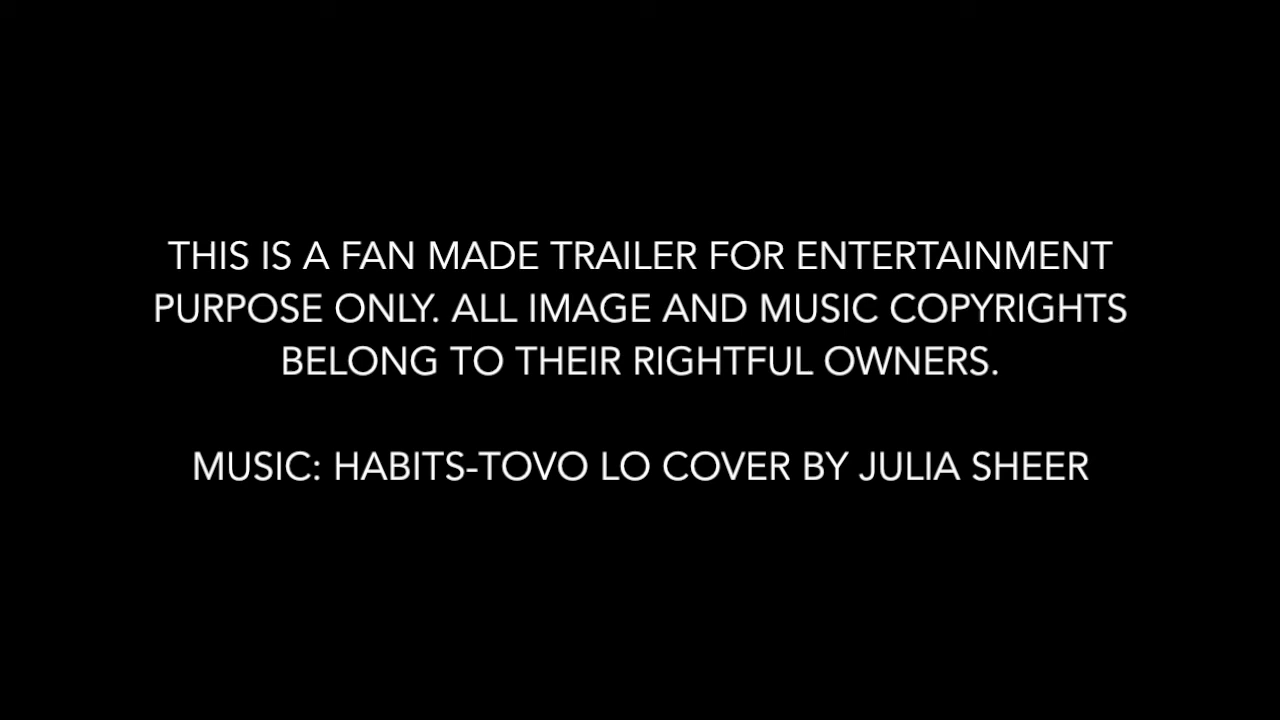 THIS IS A FAN MADE TRAILER FOR ENTERTAINMENT
PURPOSE ONLY. ALL IMAGE AND MUSIC COPYRIGHTS
BELONG TO THEIR RIGHTFUL OWNERS.
MUSIC: HABITS-TOVO LO COVER BY JULIA SHEER